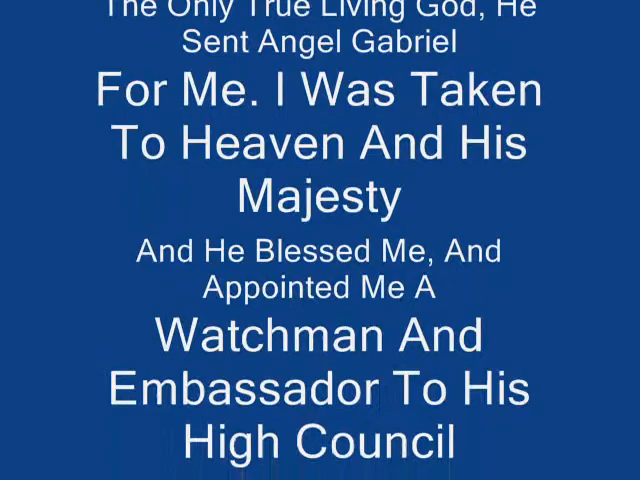 The Only True Living God, He
Sent Angel Gabriel
For Me. I Was Taken
To Heaven And His
Majesty
And He Blessed Me, And
Appointed Me A
Watchman And
Embassador To His
High Council